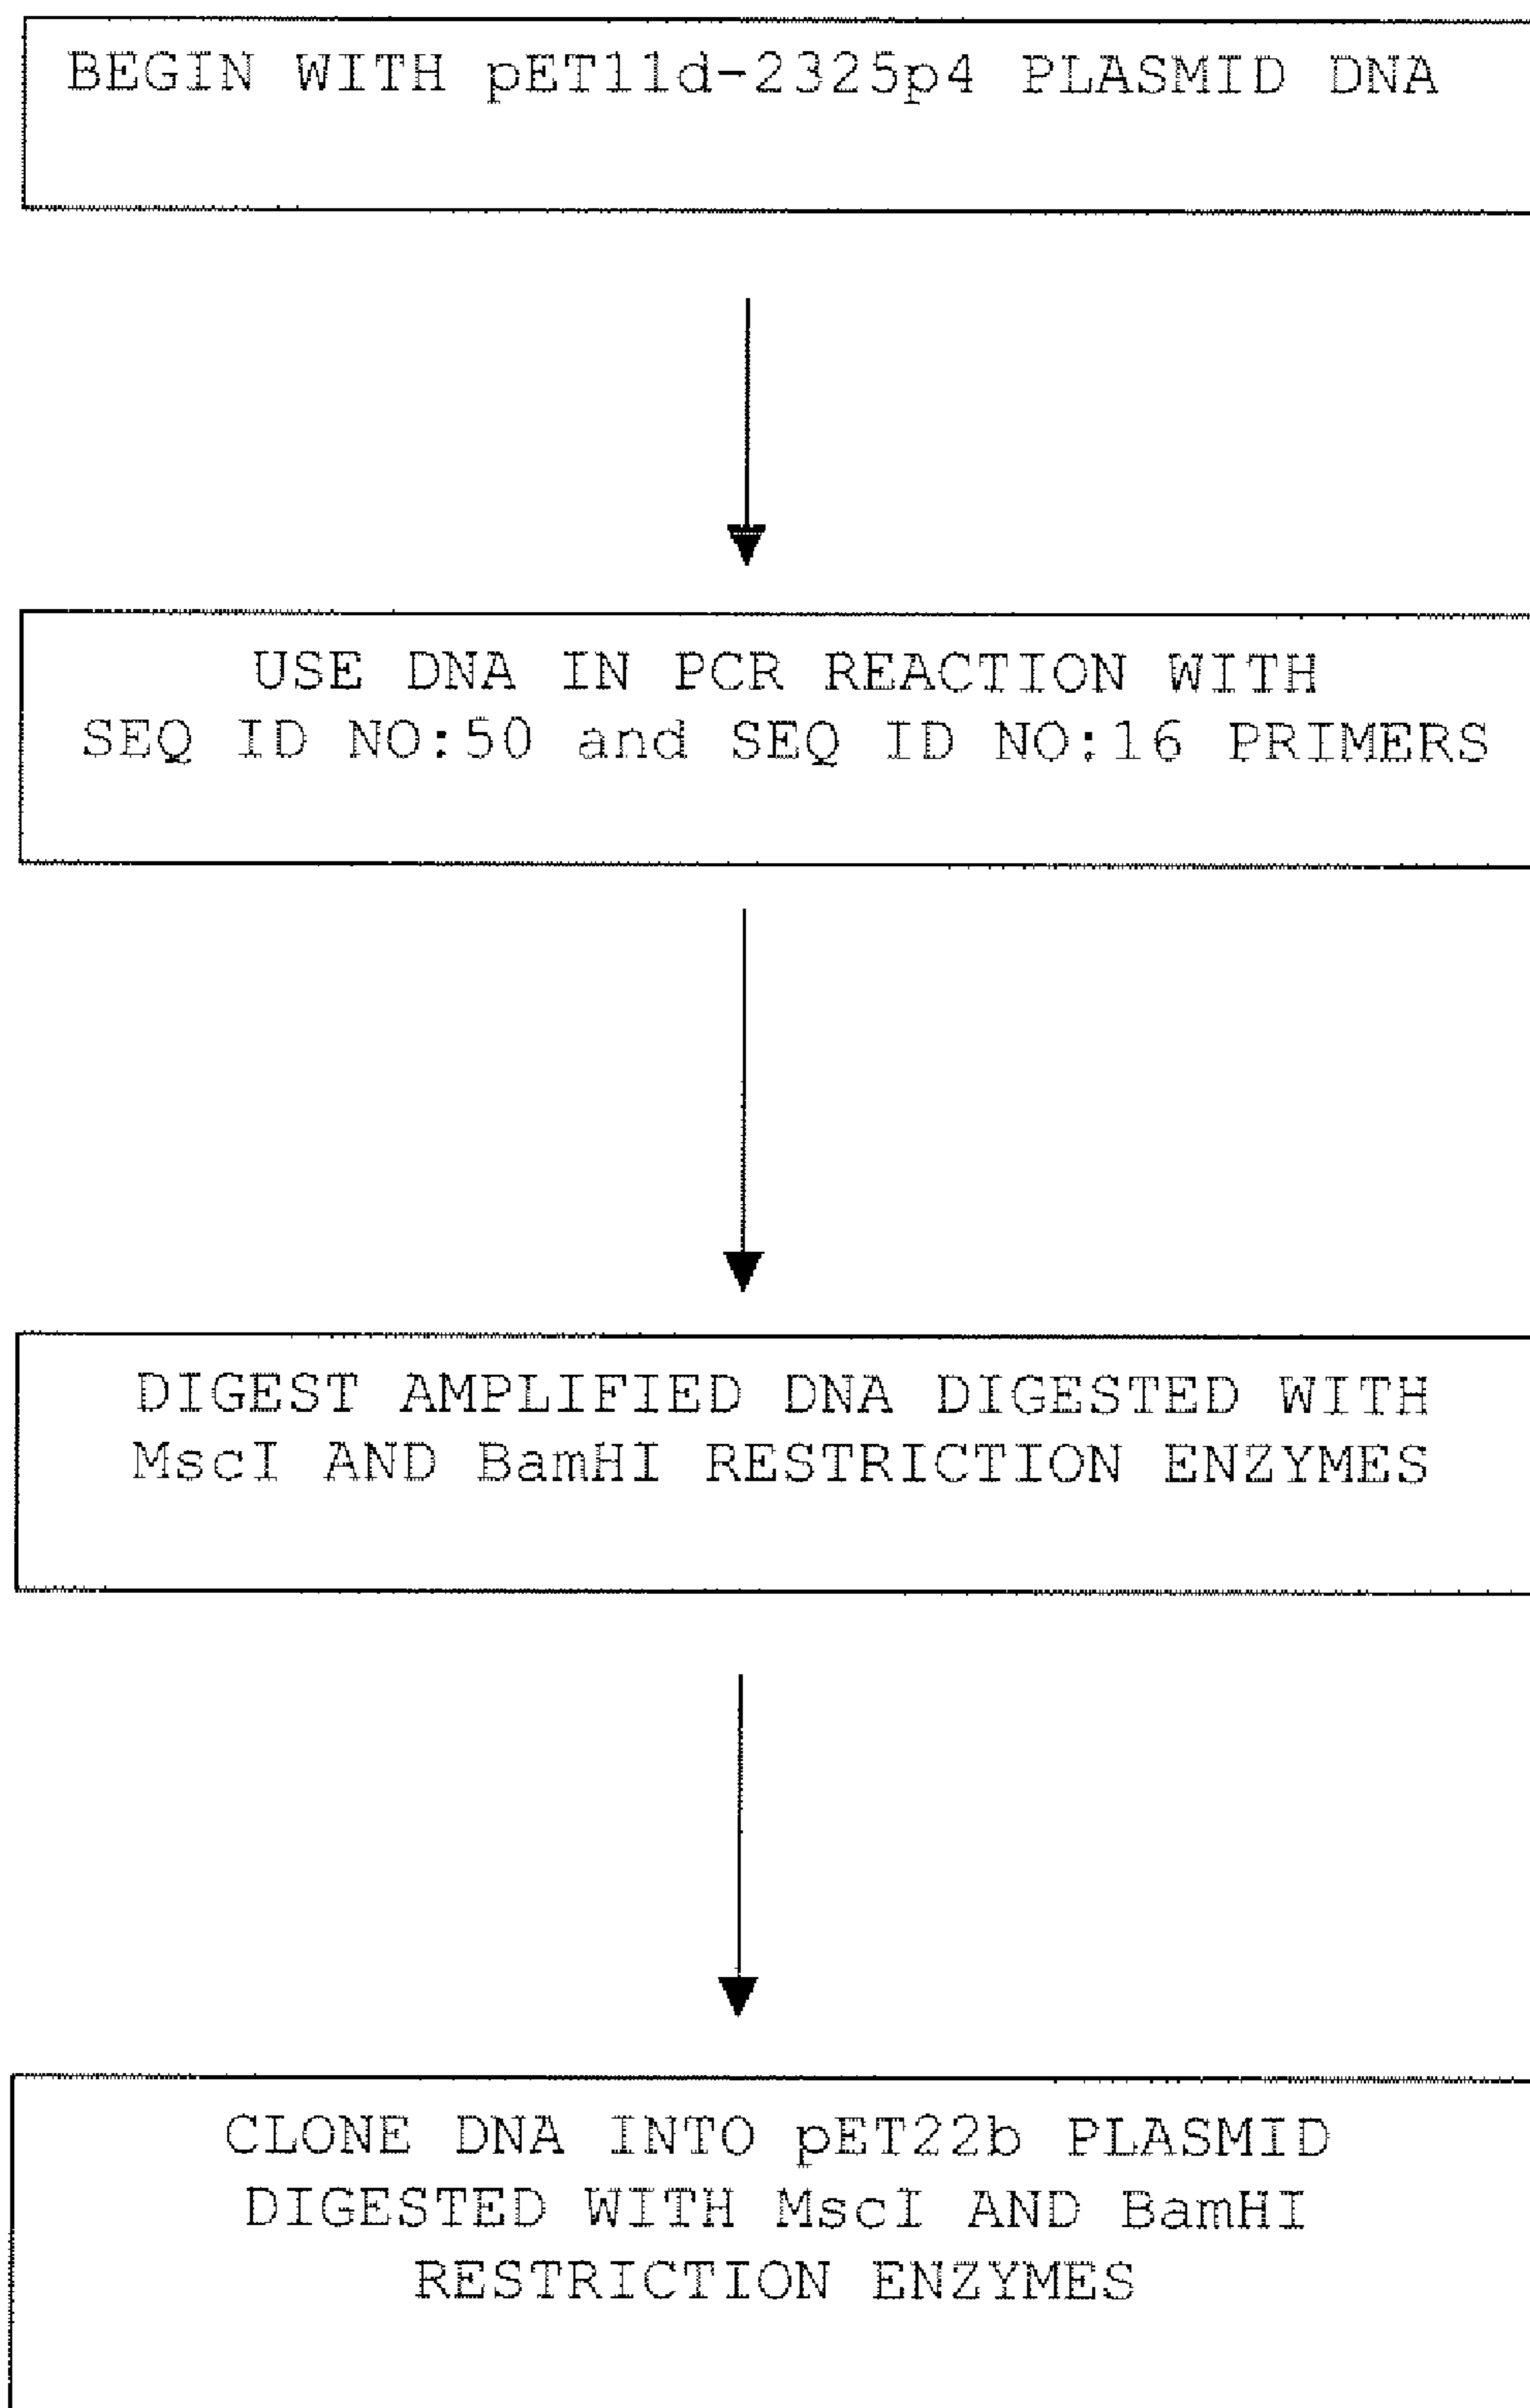 BEGIN WITH pET11d-2325p4 PLASMID DNA
USE DNA IN PCR REACTION WITH
SEQ ID NO:50 and SEQ ID NO:16 PRIMERS
DIGEST AMPLIFIED DNA DIGESTED WITH
MscI AND BamHI RESTRICTION ENZYMES
CLONE DNA INTO pET22b PLASMID
DIGESTED WITH MscI AND BamHI
RESTRICTION ENZYMES